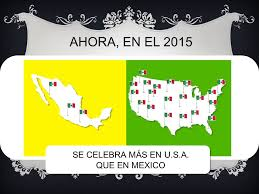 AHORA, EN EL 2015
SE CELEBRA MÁS EN U.S.A.
QUE EN MEXICO